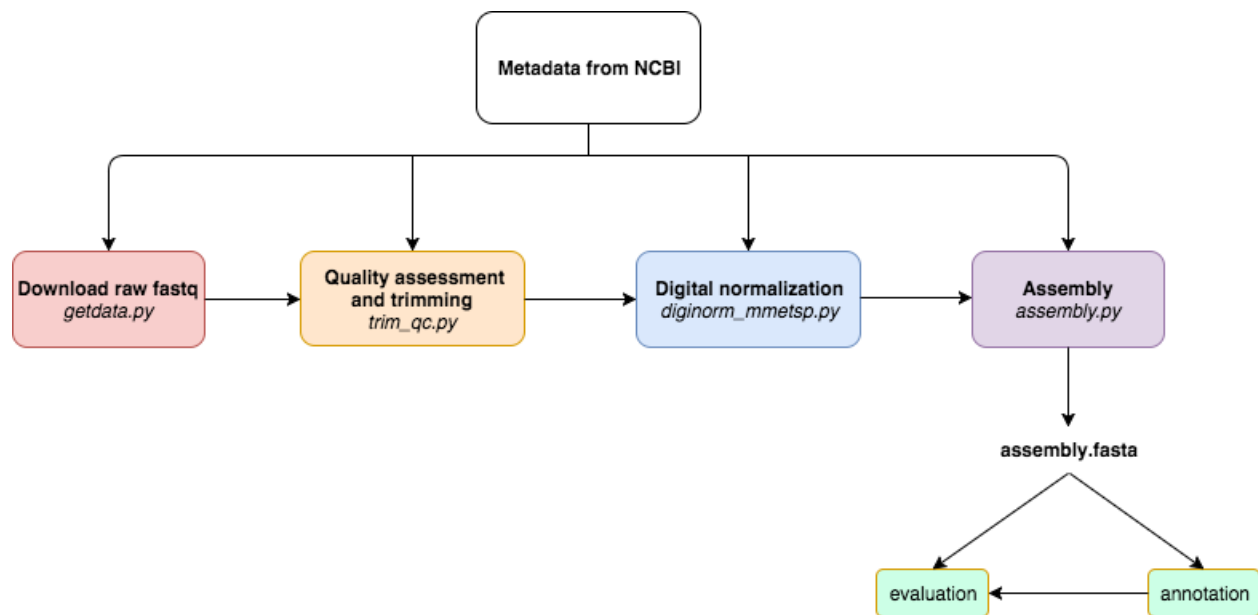 Metadata from NCBI
Download raw fastq
getdata.py
Quality assessment
and trimming
trim_qc.py
Digital normalization
diginorm_mmetsp.py
Assembly
assembly.py
assembly.fasta
evaluation
annotation